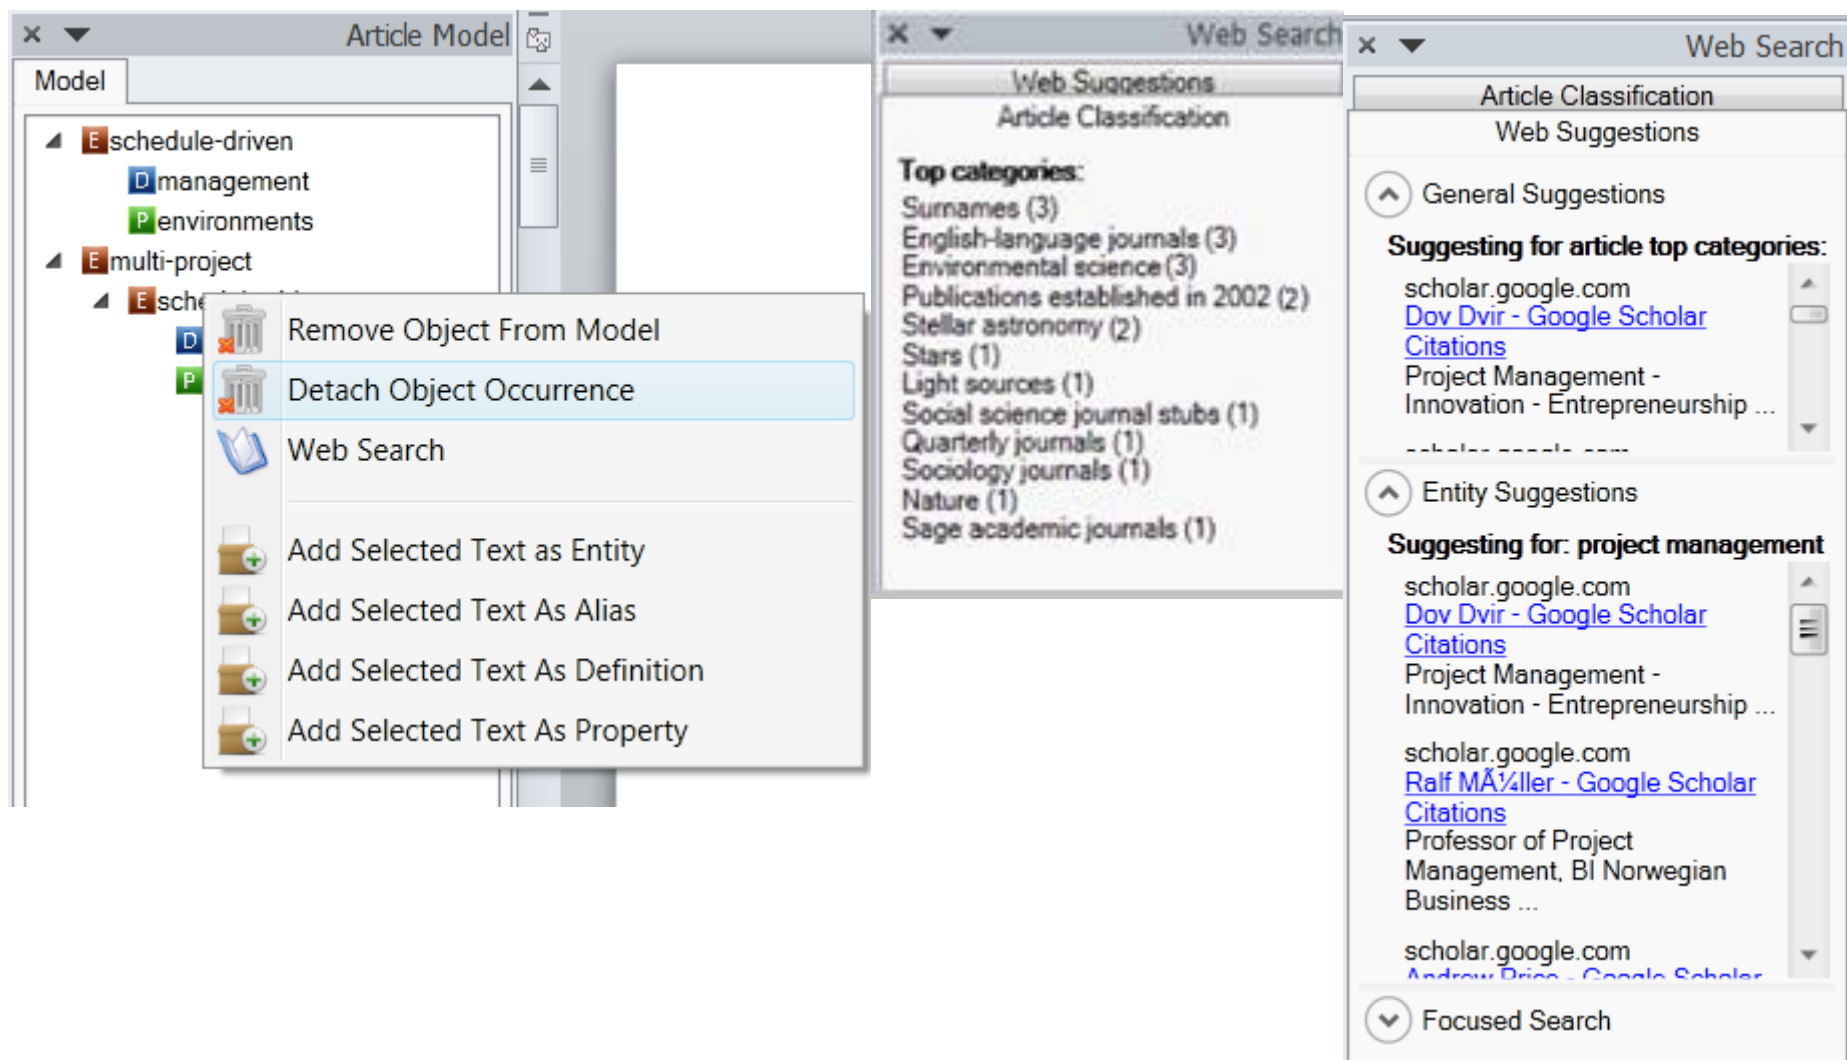 Article Model
Model
E schedule-driven
D management
P environments
E multi-project
E
D
P
Remove Object From Model
Detach Object Occurrence
Web Search
Add Selected Text as Entity
Add Selected Text As Alias
Add Selected Text As Definition
Add Selected Text As Property
Web Search
Web Suggestions
Article Classification
Top categories:
Surnames (3)
English-language journals (3)
Environmental science (3)
Publications established in 2002 (2)
Stellar astronomy (2)
Stars (1)
Light sources (1)
Social science journal stubs (1)
Quarterly journals (1)
Sociology journals (1)
Nature (1)
Sage academic journals (1)
Web Search
Article Classification
Web Suggestions
General Suggestions
Suggesting for article top categories:
scholar.google.com
Dov Dvir - Google Scholar
Citations
Project Management -
Innovation - Entrepreneurship ...
scholar.google.com
Entity Suggestions
Suggesting for: project management
scholar.google.com
Dov Dvir - Google Scholar
Citations
Project Management -
Innovation - Entrepreneurship ...
scholar.google.com
Ralf MÃ¼ller - Google Scholar
Citations
Professor of Project
Management, BI Norwegian
Business ...
scholar.google.com
Andrew Price - Google Scholar
Focused Search